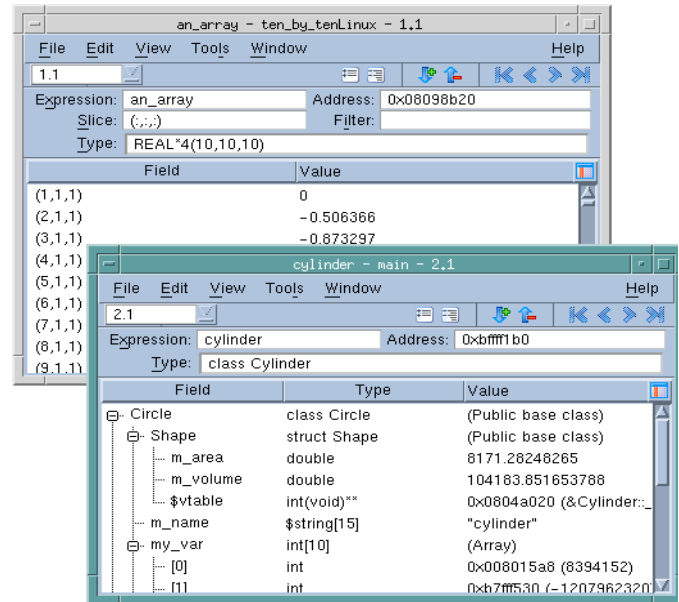 an_array - ten_by_tenLinux - 1.1
File Edit View Tools Window Help
1.1
Expression: an_array Address: 0x08098b20
Slice: (:,:,:) Filter:
Type: REAL*4(10,10,10)
Field Value
(1,1,1) 0
(2,1,1) -0.506366
(3,1,1) -0.873297
(4,1,1)
(5,1,1)
(6,1,1)
(7,1,1)
(8,1,1)
(9,1,1)
cylinder - main - 2.1
File Edit View Tools Window Help
2.1
Expression: cylinder Address: 0xbffff1b0
Type: class Cylinder
Field Type Value
Circle class Circle (Public base class)
Shape struct Shape (Public base class)
m_area double 8171.28248265
m_volume double 104183.851653788
$vtable int(void)** 0x0804a020 (&Cylinder::_
m_name $string[15] "cylinder"
my_var int[10] (Array)
[0] int 0x008015a8 (8394152)
[1] int 0xb7fff530 (-1207962320)